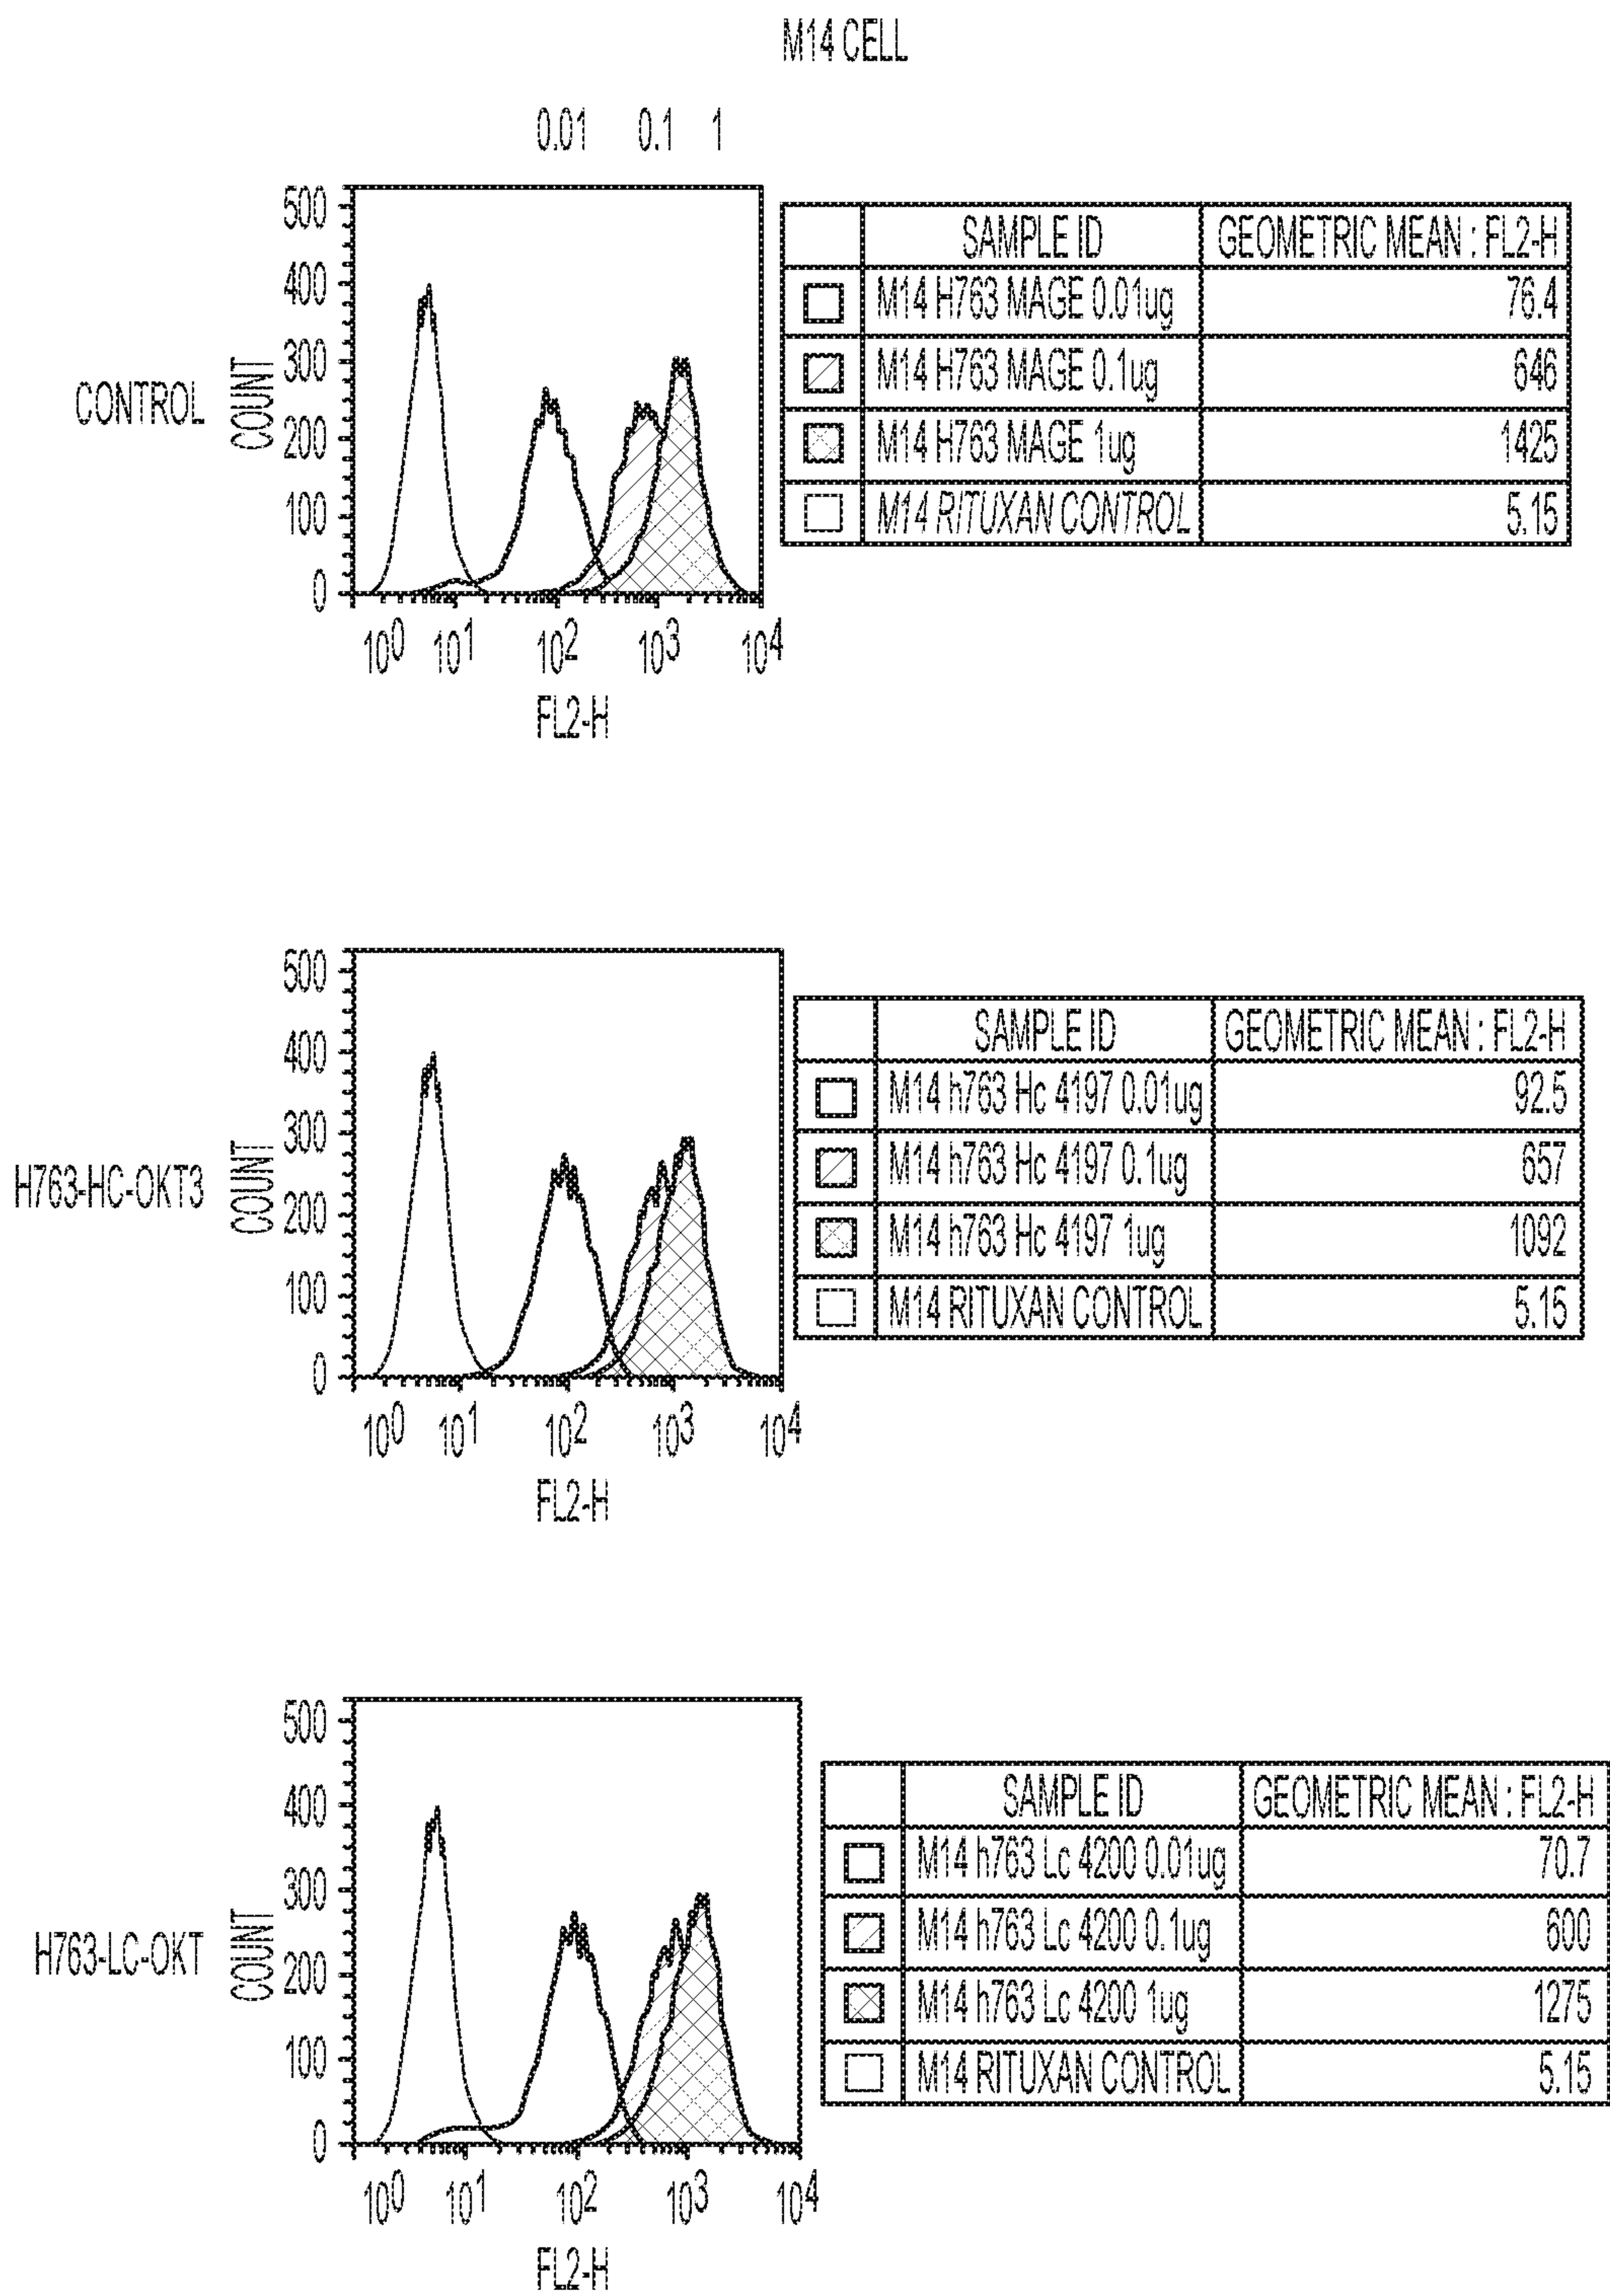 M14 CELL
0.01 0.1 1
CONTROL
COUNT
500
400
300
200
100
0
10^0 10^1 10^2 10^3 10^4
FL2-H
SAMPLE ID GEOMETRIC MEAN : FL2-H
M14 H763 MAGE 0.01ug 76.4
M14 H763 MAGE 0.1ug 646
M14 H763 MAGE 1ug 1425
M14 RITUXAN CONTROL 5.15
H763-HC-OKT3
COUNT
500
400
300
200
100
0
10^0 10^1 10^2 10^3 10^4
FL2-H
SAMPLE ID GEOMETRIC MEAN : FL2-H
M14 h763 Hc 4197 0.01ug 92.5
M14 h763 Hc 4197 0.1ug 657
M14 h763 Hc 4197 1ug 1092
M14 RITUXAN CONTROL 5.15
H763-LC-OKT
COUNT
500
400
300
200
100
0
10^0 10^1 10^2 10^3 10^4
FL2-H
SAMPLE ID GEOMETRIC MEAN : FL2-H
M14 h763 Lc 4200 0.01ug 70.7
M14 h763 Lc 4200 0.1ug 600
M14 h763 Lc 4200 1ug 1275
M14 RITUXAN CONTROL 5.15